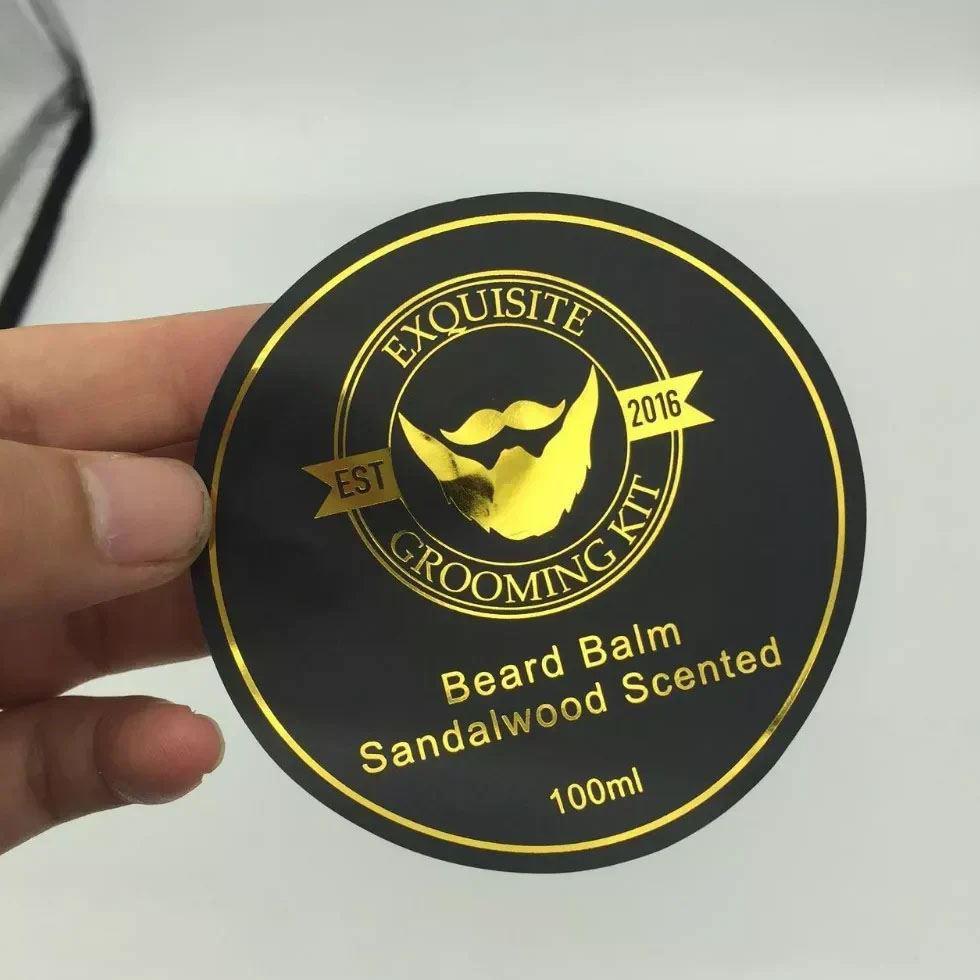 EXQUISITE
EST 2016
GROOMING KIT
Beard Balm
Sandalwood Scented
100ml